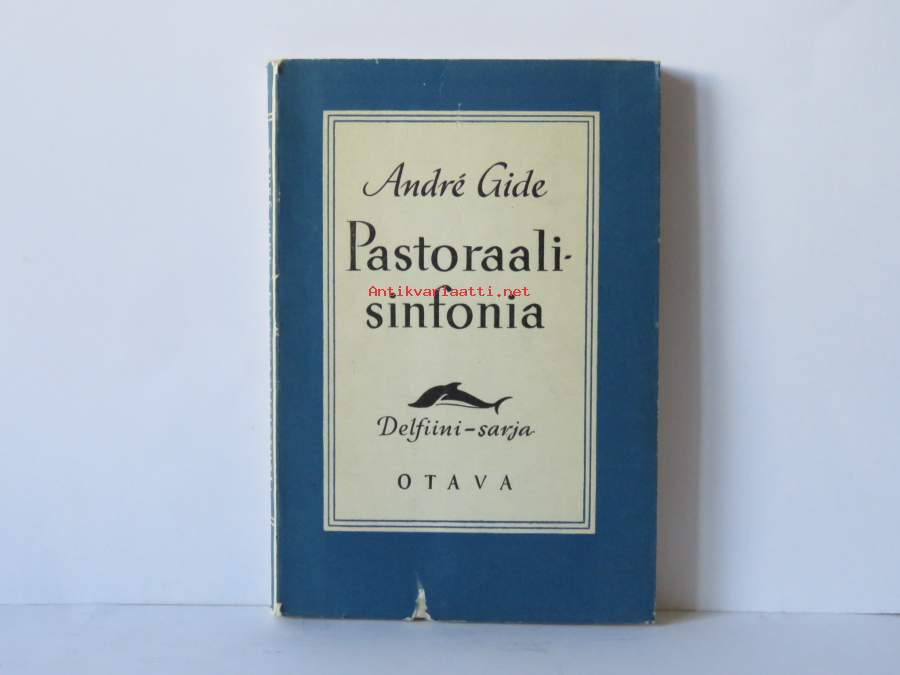 André Gide
Pastoraali-
Antikvariaatti.net
sinfonia
Delfiini-sarja
OTAVA